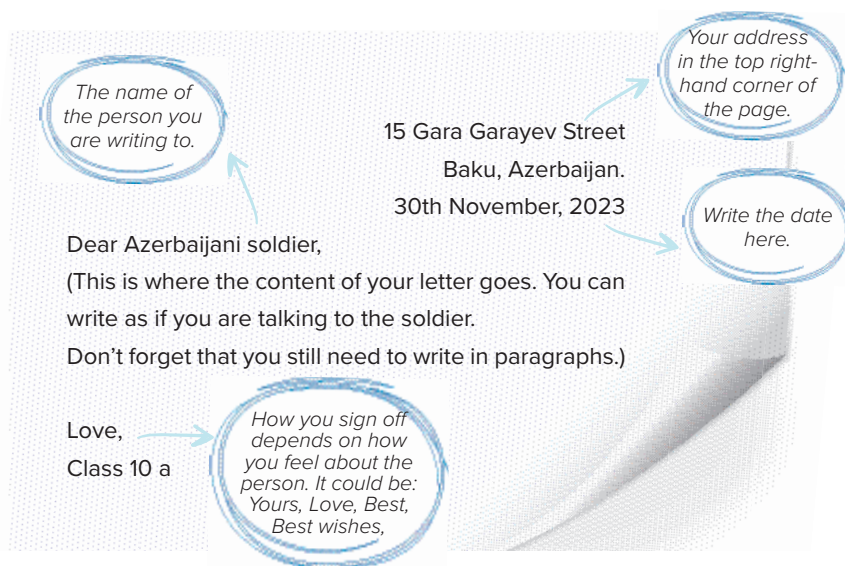 Your address
in the top right-
hand corner of
the page.
The name of
the person you
are writing to.
15 Gara Garayev Street
Baku, Azerbaijan.
30th November, 2023
Write the date
here.
Dear Azerbaijani soldier,
(This is where the content of your letter goes. You can
write as if you are talking to the soldier.
Don’t forget that you still need to write in paragraphs.)
Love,
Class 10 a
How you sign off
depends on how
you feel about the
person. It could be:
Yours, Love, Best,
Best wishes,